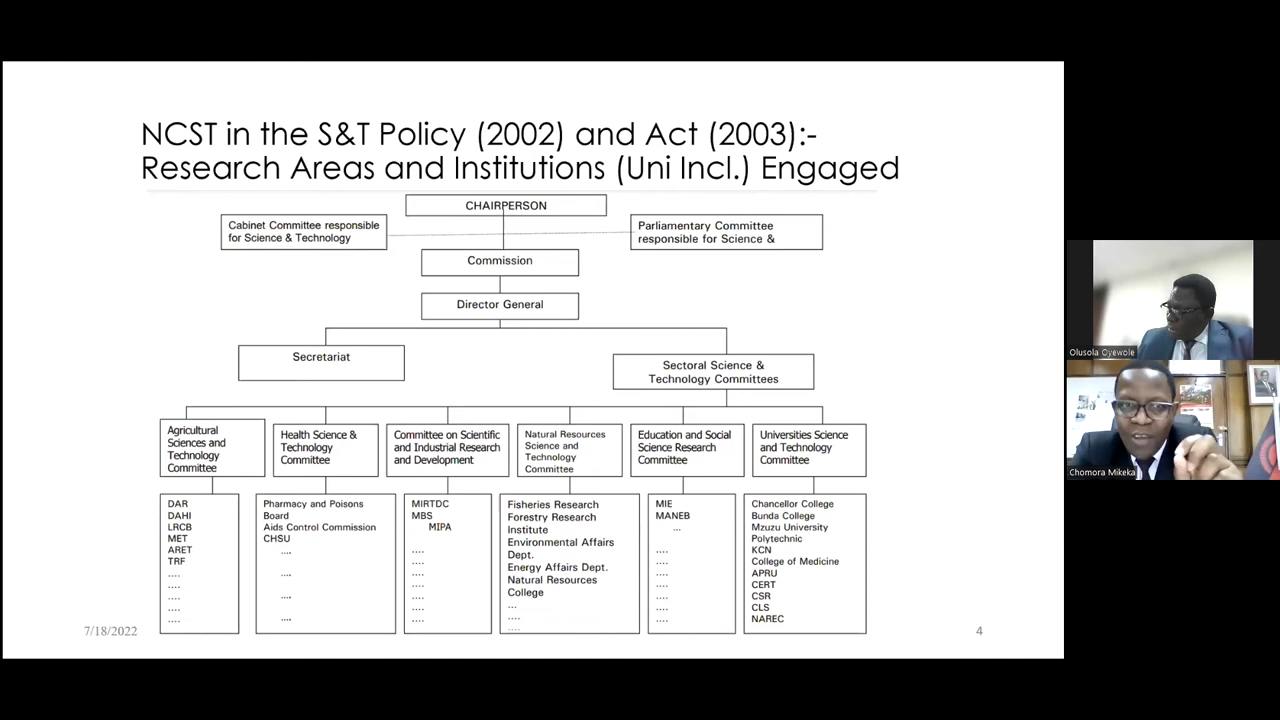 NCST in the S&T Policy (2002) and Act (2003):-
Research Areas and Institutions (Uni Incl.) Engaged
CHAIRPERSON
Cabinet Committee responsible
for Science & Technology
Parliamentary Committee
responsible for Science &
Commission
Director General
Secretariat
Sectoral Science &
Technology Committees
Agricultural
Sciences and
Technology
Committee
Health Science &
Technology
Committee
Committee on Scientific
and Industrial Research
and Development
Natural Resources
Science and
Technology
Committee
Education and Social
Science Research
Committee
Universities Science
and Technology
Committee
DAR
DAHI
LRCB
MET
ARET
TRF
....
....
....
....
....
Pharmacy and Poisons
Board
Aids Control Commission
CHSU
....
....
....
....
MIRTDC
MBS
MIPA
....
....
....
....
....
....
....
Fisheries Research
Forestry Research
Institute
Environmental Affairs
Dept.
Energy Affairs Dept.
Natural Resources
College
...
....
....
MIE
MANEB
...
....
....
....
....
....
....
....
Chancellor College
Bunda College
Mzuzu University
Polytechnic
KCN
College of Medicine
APRU
CERT
CSR
CLS
NAREC
7/18/2022
4
Olusola Oyewole
Chomora Mikeka